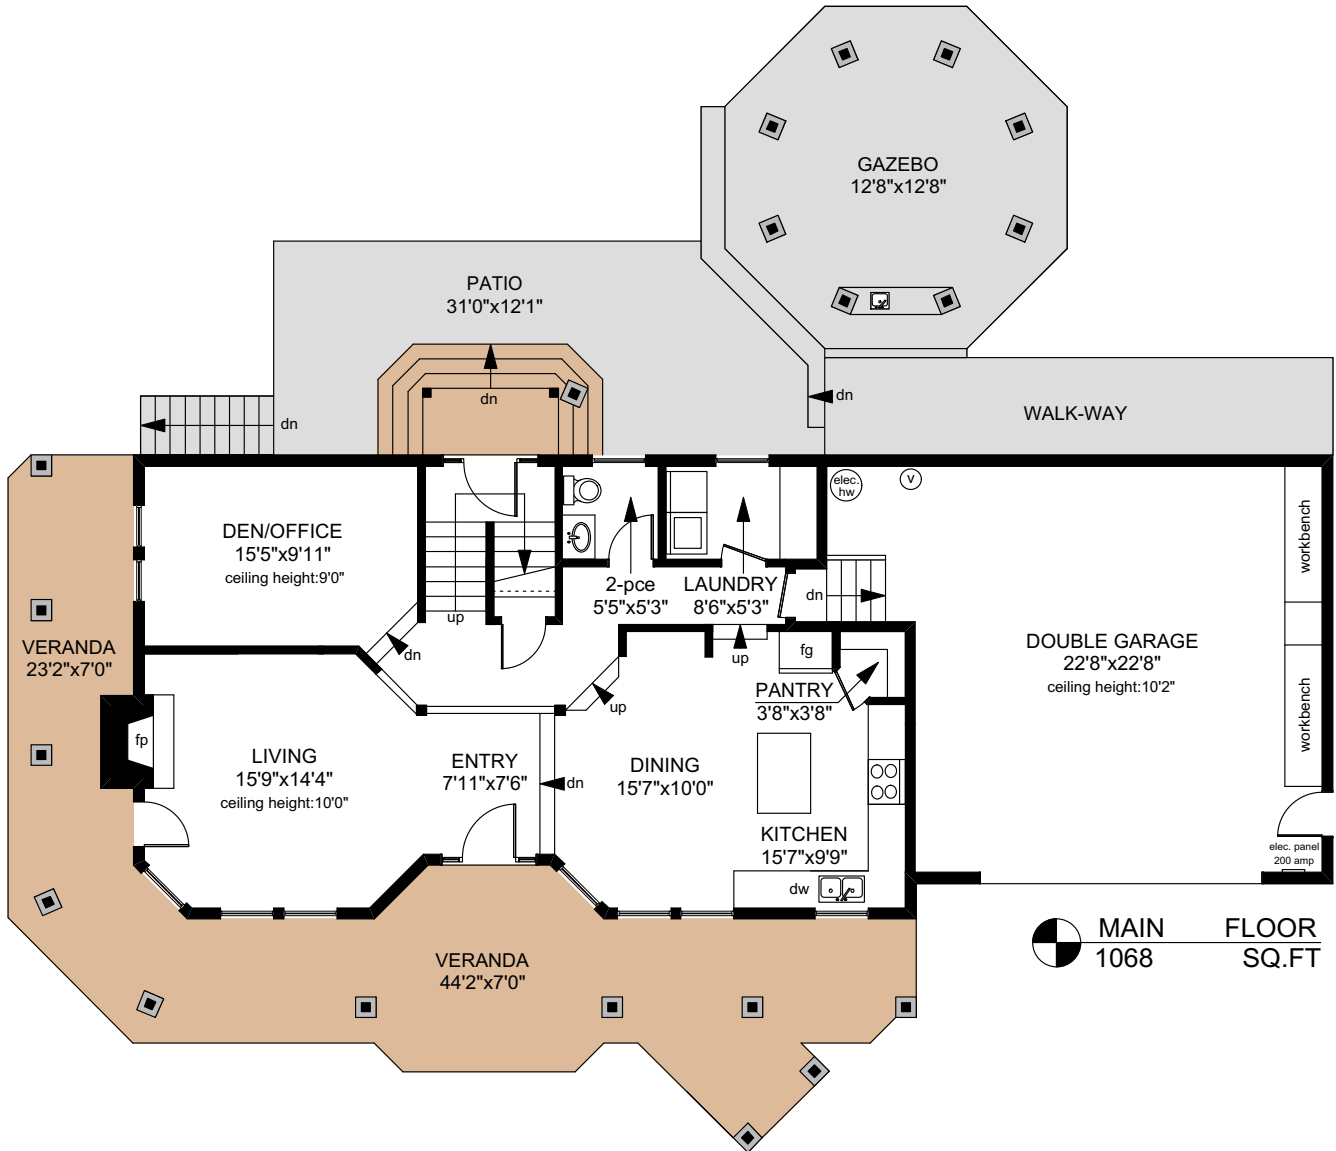 GAZEBO
12'8"x12'8"
PATIO
31'0"x12'1"
dn
dn
dn
WALK-WAY
elec.
hw
V
workbench
DEN/OFFICE
15'5"x9'11"
ceiling height:9'0"
2-pce
5'5"x5'3"
LAUNDRY
8'6"x5'3"
dn
up
VERANDA
23'2"x7'0"
dn
up
fg
DOUBLE GARAGE
22'8"x22'8"
ceiling height:10'2"
PANTRY
3'8"x3'8"
up
workbench
fp
LIVING
15'9"x14'4"
ceiling height:10'0"
ENTRY
7'11"x7'6"
dn
DINING
15'7"x10'0"
KITCHEN
15'7"x9'9"
elec. panel
200 amp
dw
MAIN FLOOR
1068 SQ.FT
VERANDA
44'2"x7'0"